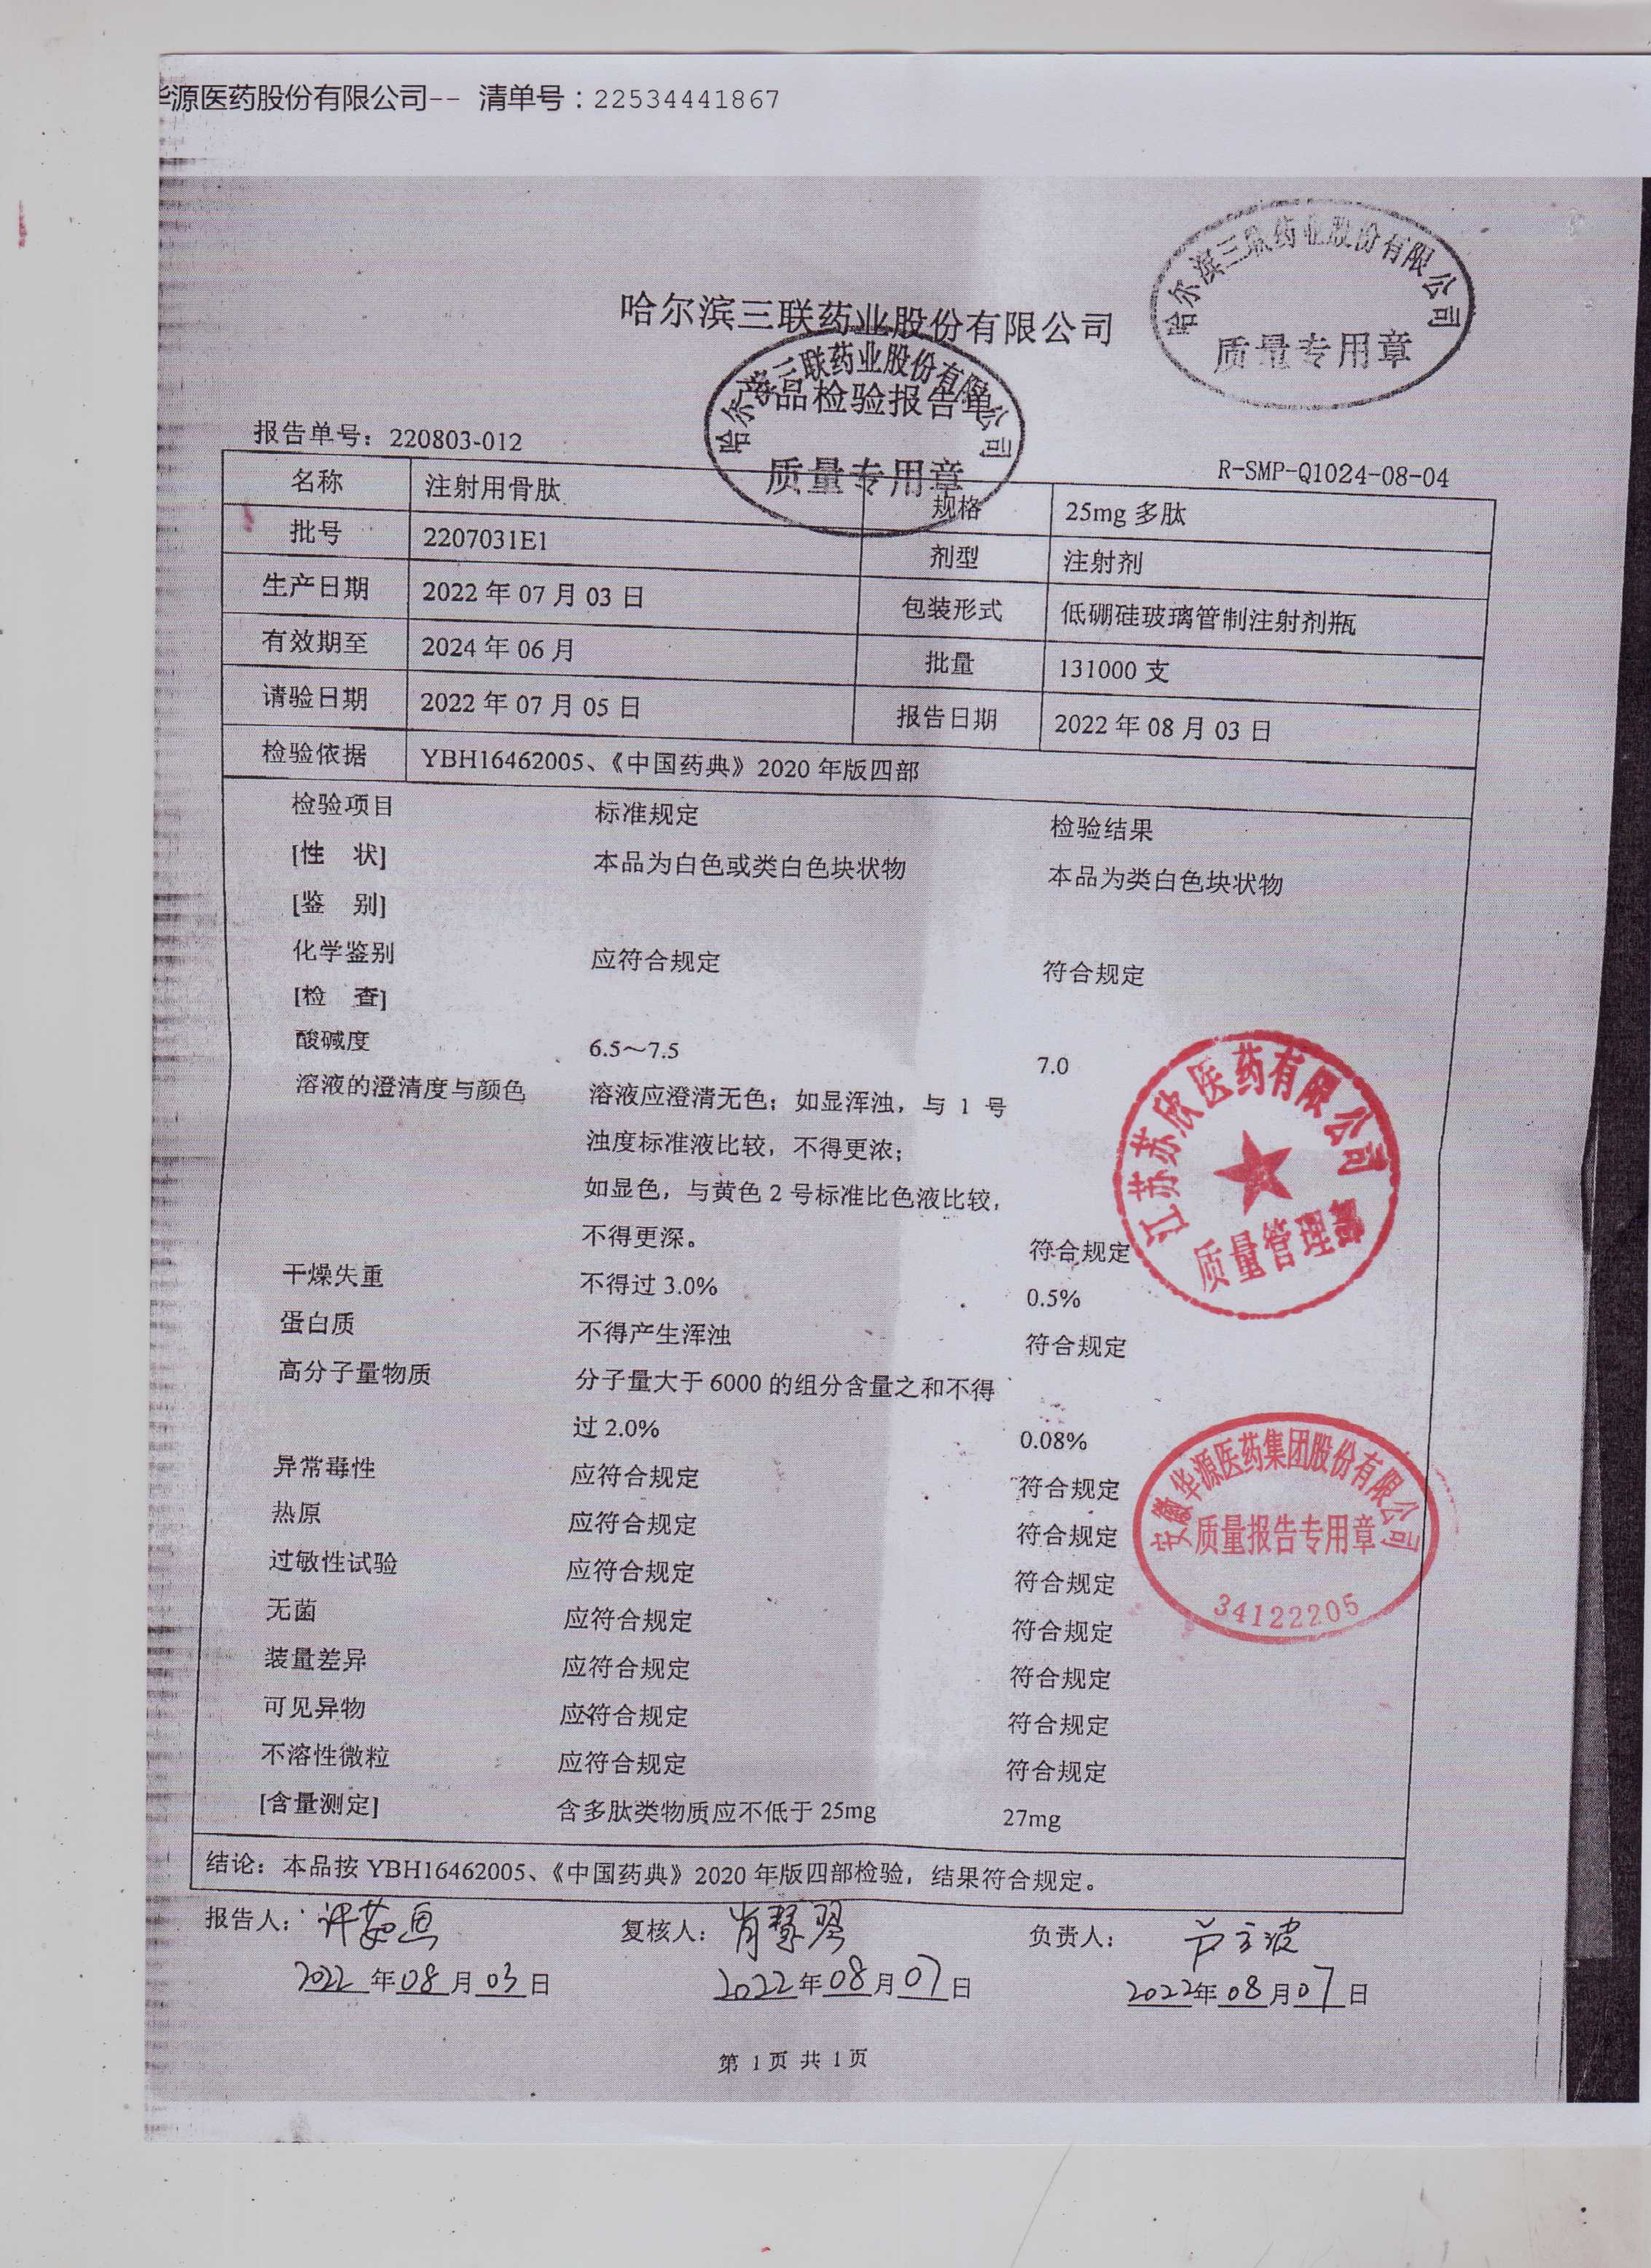 源医药股份有限公司-- 清单号：22534441867
哈尔滨三联药业股份有限公司
质量专用章
哈尔滨三联药业股份有限公司
产品检验报告单
哈尔滨三联药业股份有限公司
质量专用章
报告单号：220803-012
R-SMP-Q1024-08-04
名称 注射用骨肽 规格 25mg 多肽
批号 2207031E1 剂型 注射剂
生产日期 2022 年 07 月 03 日 包装形式 低硼硅玻璃管制注射剂瓶
有效期至 2024 年 06 月 批量 131000 支
请验日期 2022 年 07 月 05 日 报告日期 2022 年 08 月 03 日
检验依据 YBH16462005、《中国药典》2020 年版四部
检验项目 标准规定 检验结果
[性 状] 本品为白色或类白色块状物 本品为类白色块状物
[鉴 别]
化学鉴别 应符合规定 符合规定
[检 查]
酸碱度 6.5～7.5 7.0
溶液的澄清度与颜色 溶液应澄清无色；如显浑浊，与 1 号
浊度标准液比较，不得更浓；
如显色，与黄色 2 号标准比色液比较，
不得更深。 符合规定
干燥失重 不得过 3.0% 0.5%
蛋白质 不得产生浑浊 符合规定
高分子量物质 分子量大于 6000 的组分含量之和不得
过 2.0% 0.08%
异常毒性 应符合规定 符合规定
热原 应符合规定 符合规定
过敏性试验 应符合规定 符合规定
无菌 应符合规定 符合规定
装量差异 应符合规定 符合规定
可见异物 应符合规定 符合规定
不溶性微粒 应符合规定 符合规定
[含量测定] 含多肽类物质应不低于 25mg 27mg
江苏苏欣医药有限公司
质量管理部
安徽华源医药集团股份有限公司
质量报告专用章
34122205
结论：本品按 YBH16462005、《中国药典》2020 年版四部检验，结果符合规定。
报告人： 复核人：肖慧琴 负责人：
2022 年 08 月 03 日 2022 年 08 月 07 日 2022 年 08 月 07 日
第 1 页 共 1 页